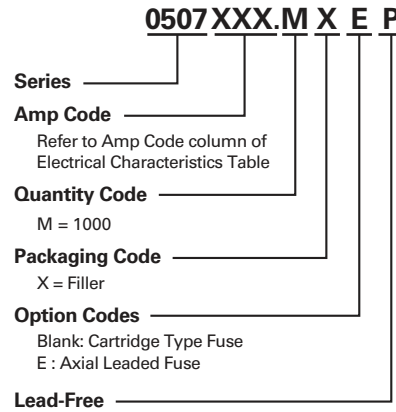 0507XXX.M X E P
Series
Amp Code
Refer to Amp Code column of
Electrical Characteristics Table
Quantity Code
M = 1000
Packaging Code
X = Filler
Option Codes
Blank: Cartridge Type Fuse
E : Axial Leaded Fuse
Lead-Free